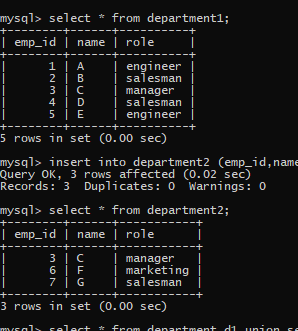 mysql> select * from department1;
+--------+------+----------+
| emp_id | name | role     |
+--------+------+----------+
|      1 | A    | engineer |
|      2 | B    | salesman |
|      3 | C    | manager  |
|      4 | D    | salesman |
|      5 | E    | engineer |
+--------+------+----------+
5 rows in set (0.00 sec)
mysql> insert into department2 (emp_id,name
Query OK, 3 rows affected (0.02 sec)
Records: 3  Duplicates: 0  Warnings: 0
mysql> select * from department2;
+--------+------+-----------+
| emp_id | name | role      |
+--------+------+-----------+
|      3 | C    | manager   |
|      6 | F    | marketing |
|      7 | G    | salesman  |
+--------+------+-----------+
3 rows in set (0.00 sec)
mysql> select * from department d1 union se